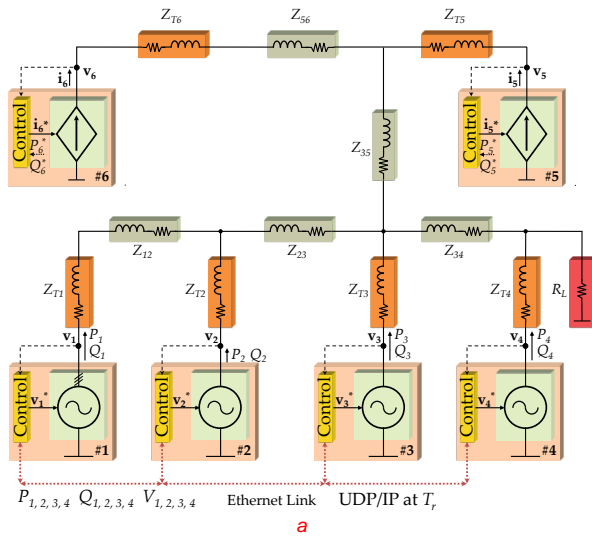 Z_T6 Z_56 Z_T5
v_6 v_5
i_6 i_5
Control i_6* P_6* Q_6* #6
Control i_5* P_5* Q_5* #5
Z_35
Z_12 Z_23 Z_34
Z_T1 Z_T2 Z_T3 Z_T4 R_L
v_1 P_1 Q_1 v_2 P_2 Q_2 v_3 P_3 Q_3 v_4 P_4 Q_4
Control v_1* #1
Control v_2* #2
Control v_3* #3
Control v_4* #4
P_1, 2, 3, 4 Q_1, 2, 3, 4 V_1, 2, 3, 4 Ethernet Link UDP/IP at T_r
a